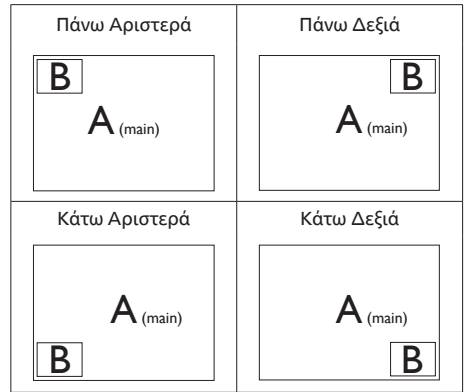 Πάνω Αριστερά
B
A (main)
Πάνω Δεξιά
B
A (main)
Κάτω Αριστερά
A (main)
B
Κάτω Δεξιά
A (main)
B